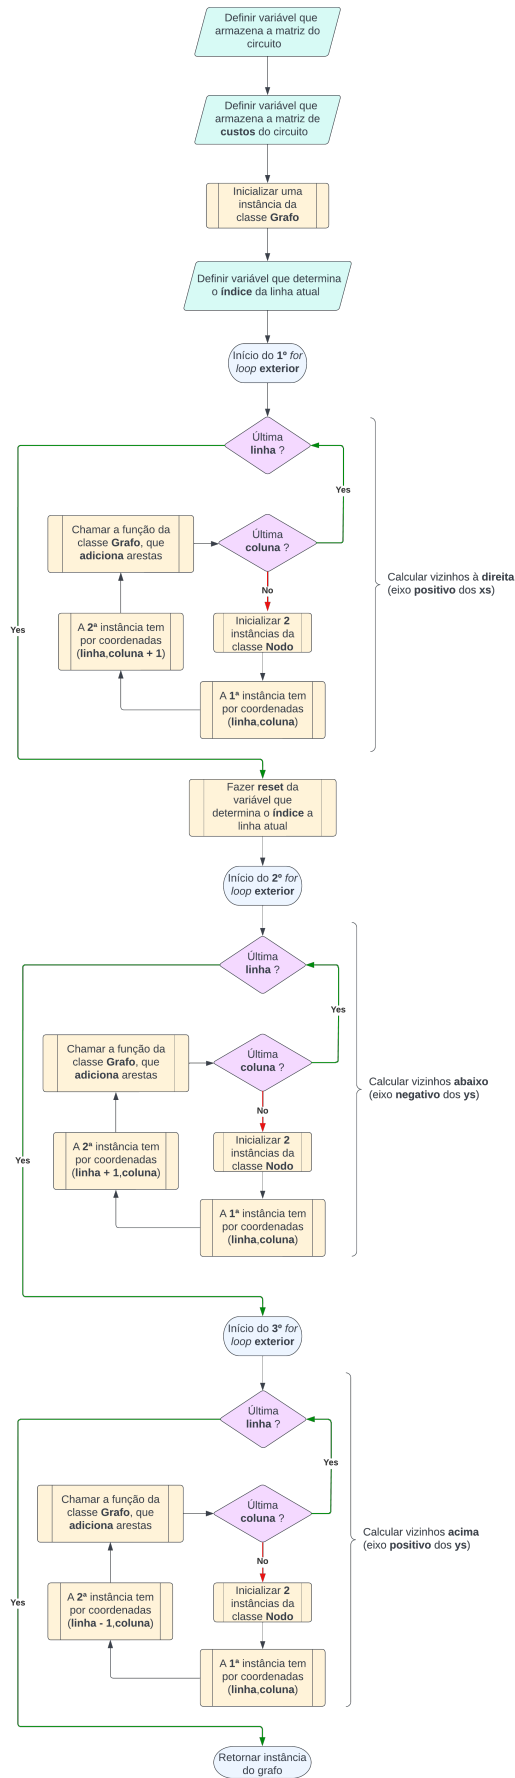 Definir variável que
armazena a matriz do
circuito
Definir variável que
armazena a matriz de
custos do circuito
Inicializar uma
instância da
classe Grafo
Definir variável que determina
o índice da linha atual
Início do 1º for
loop exterior
Última
linha ?
Yes
Chamar a função da
classe Grafo, que
adiciona arestas
Última
coluna ?
Calcular vizinhos à direita
(eixo positivo dos xs)
No
Yes
A 2ª instância tem
por coordenadas
(linha,coluna + 1)
Inicializar 2
instâncias da
classe Nodo
A 1ª instância tem
por coordenadas
(linha,coluna)
Fazer reset da
variável que
determina o índice a
linha atual
Início do 2º for
loop exterior
Última
linha ?
Yes
Chamar a função da
classe Grafo, que
adiciona arestas
Última
coluna ?
Calcular vizinhos abaixo
(eixo negativo dos ys)
No
Yes
A 2ª instância tem
por coordenadas
(linha + 1,coluna)
Inicializar 2
instâncias da
classe Nodo
A 1ª instância tem
por coordenadas
(linha,coluna)
Início do 3º for
loop exterior
Última
linha ?
Yes
Chamar a função da
classe Grafo, que
adiciona arestas
Última
coluna ?
Calcular vizinhos acima
(eixo positivo dos ys)
No
Yes
A 2ª instância tem
por coordenadas
(linha - 1,coluna)
Inicializar 2
instâncias da
classe Nodo
A 1ª instância tem
por coordenadas
(linha,coluna)
Retornar instância
do grafo